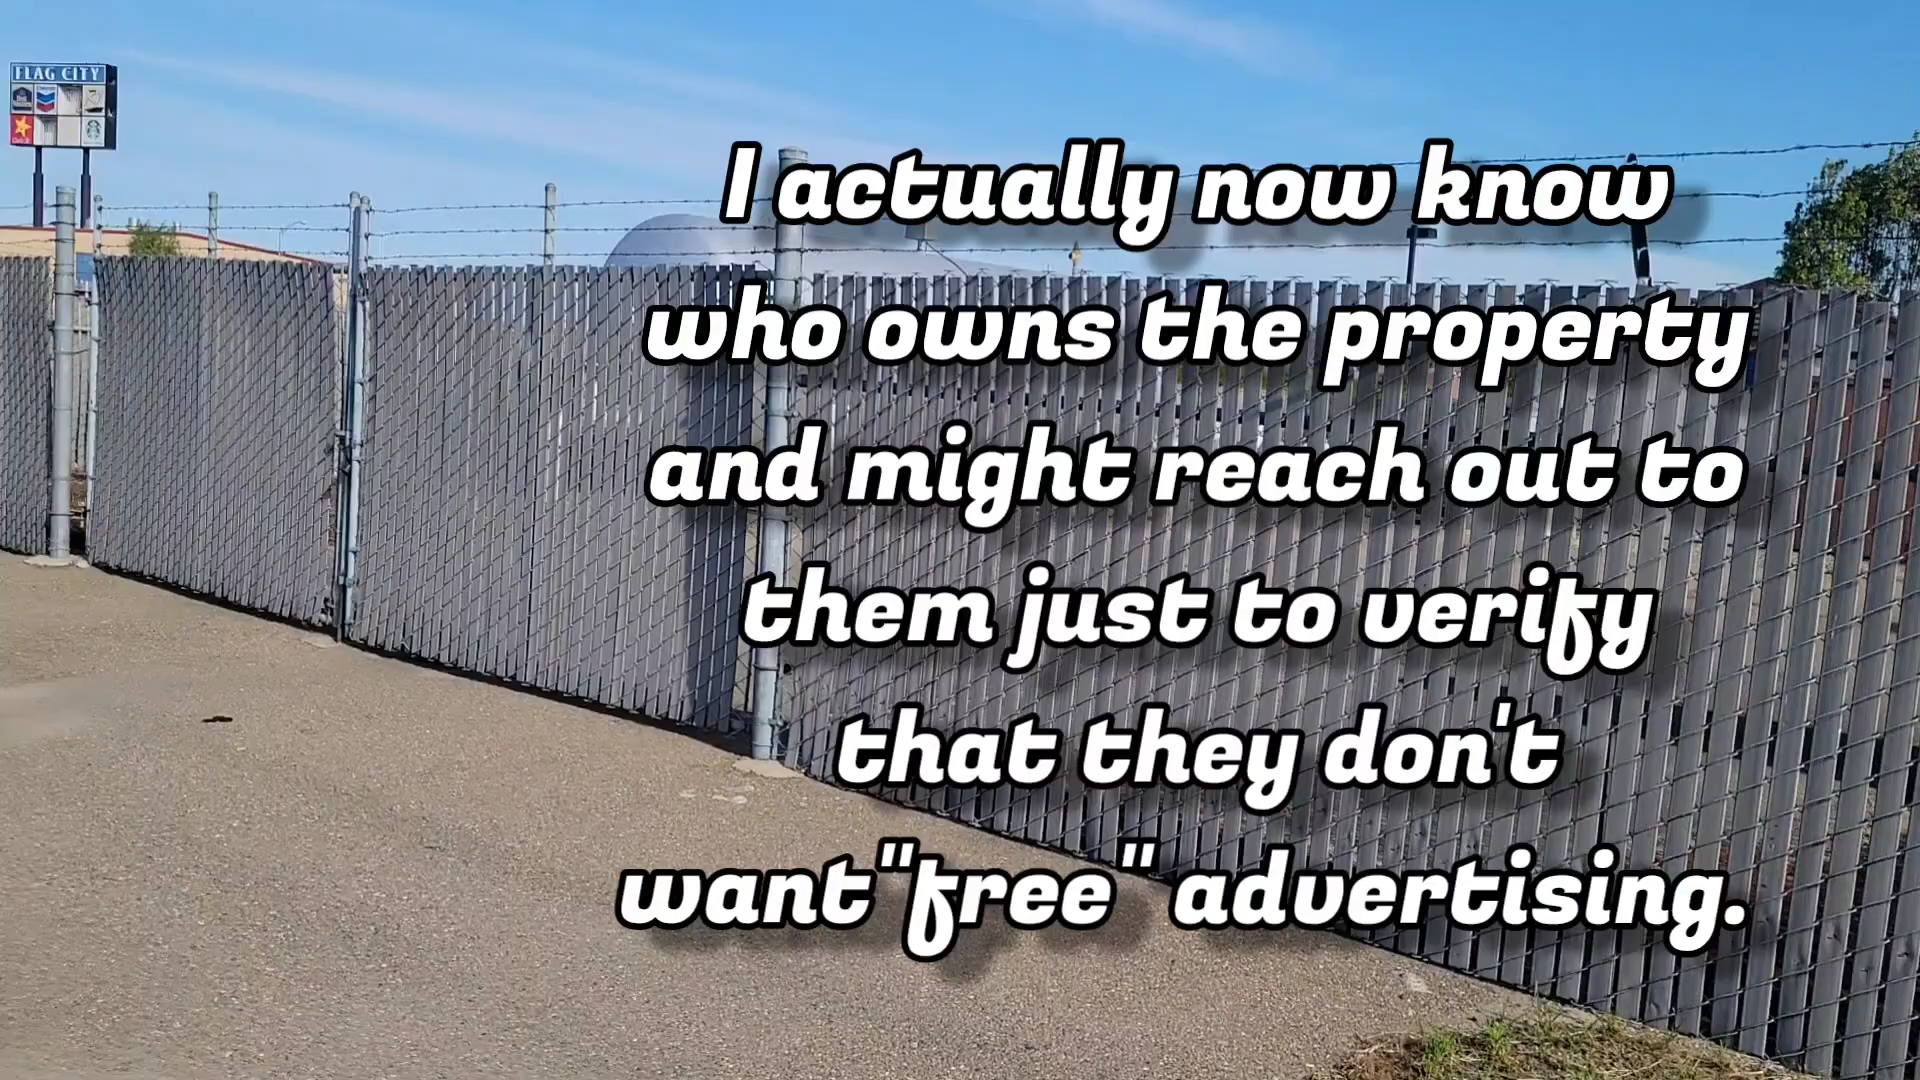 FLAG CITY
I actually now know
who owns the property
and might reach out to
them just to verify
that they don't
want "free" advertising.